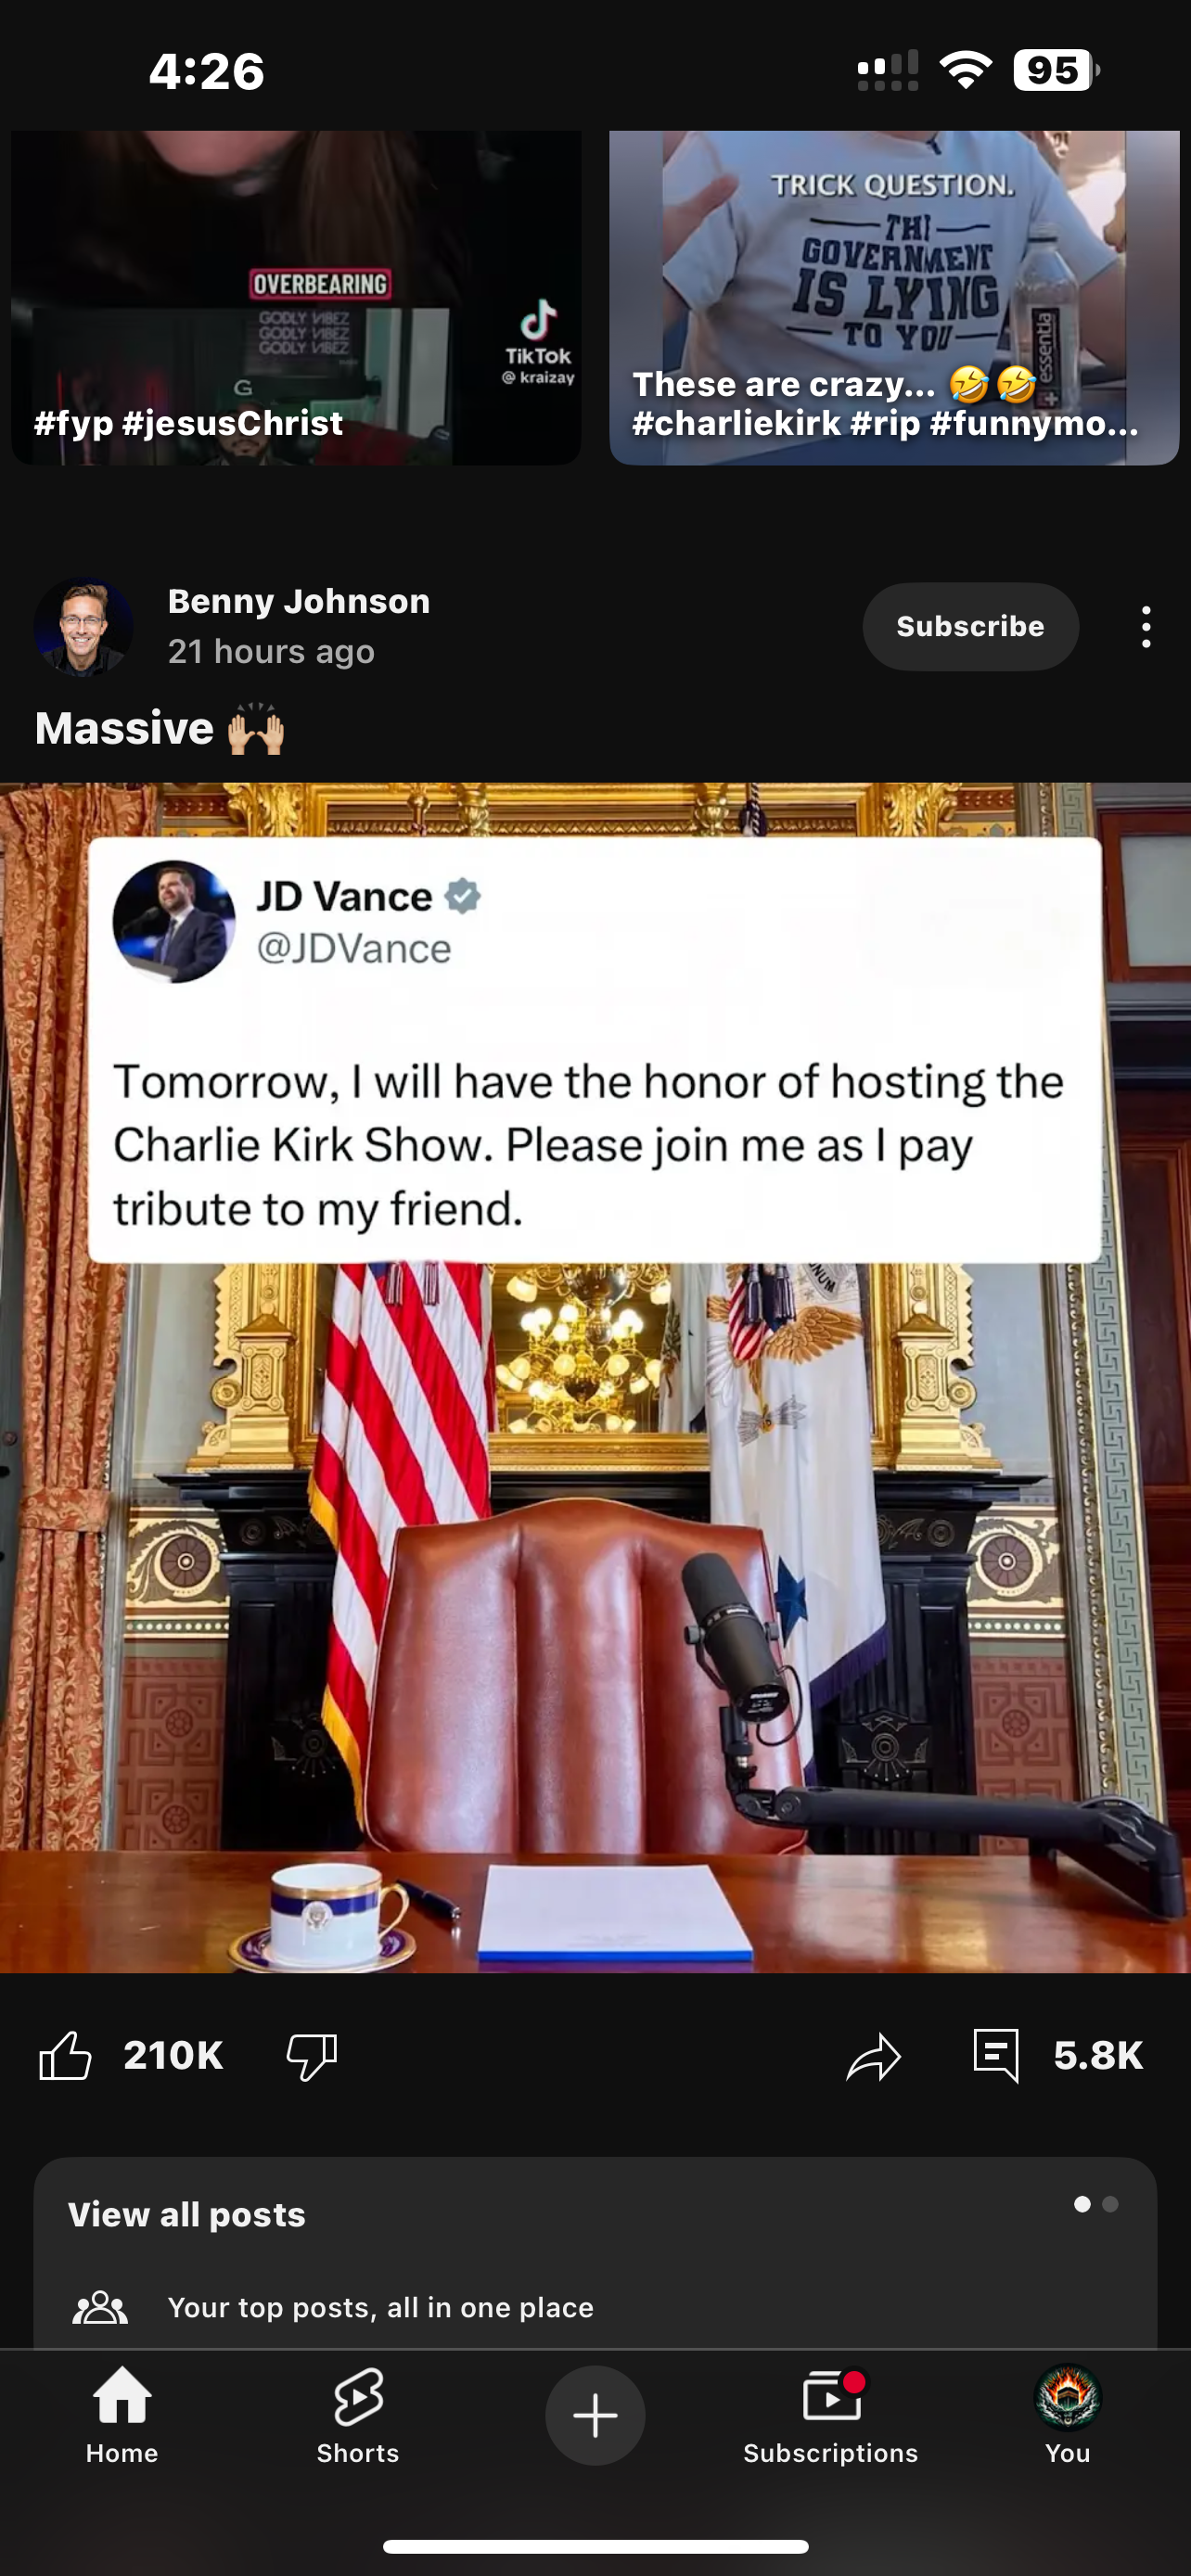 4:26
95
OVERBEARING
GODLY VIBEZ
GODLY VIBEZ
GODLY VIBEZ
G
TikTok
@ kraizay
#fyp #jesusChrist
TRICK QUESTION.
THE
GOVERNMENT
IS LYING
TO YOU
essentia
These are crazy... 🤣🤣
#charliekirk #rip #funnymo...
Benny Johnson
21 hours ago
Subscribe
Massive 🙌🏼
JD Vance
@JDVance
Tomorrow, I will have the honor of hosting the
Charlie Kirk Show. Please join me as I pay
tribute to my friend.
NUM
210K
5.8K
View all posts
Your top posts, all in one place
Home
Shorts
Subscriptions
You